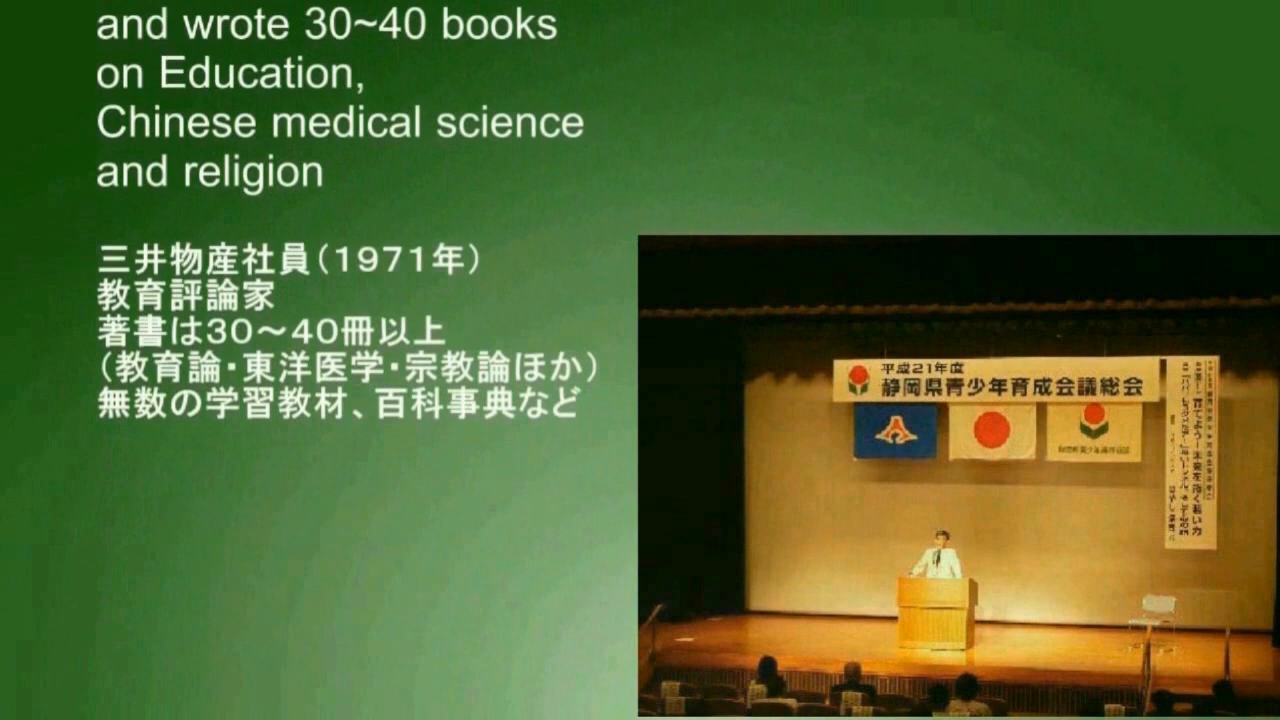 and wrote 30~40 books
on Education,
Chinese medical science
and religion
三井物産社員（１９７１年）
教育評論家
著書は３０～４０冊以上
（教育論・東洋医学・宗教論ほか）
無数の学習教材、百科事典など
平成21年度
静岡県青少年育成会議総会